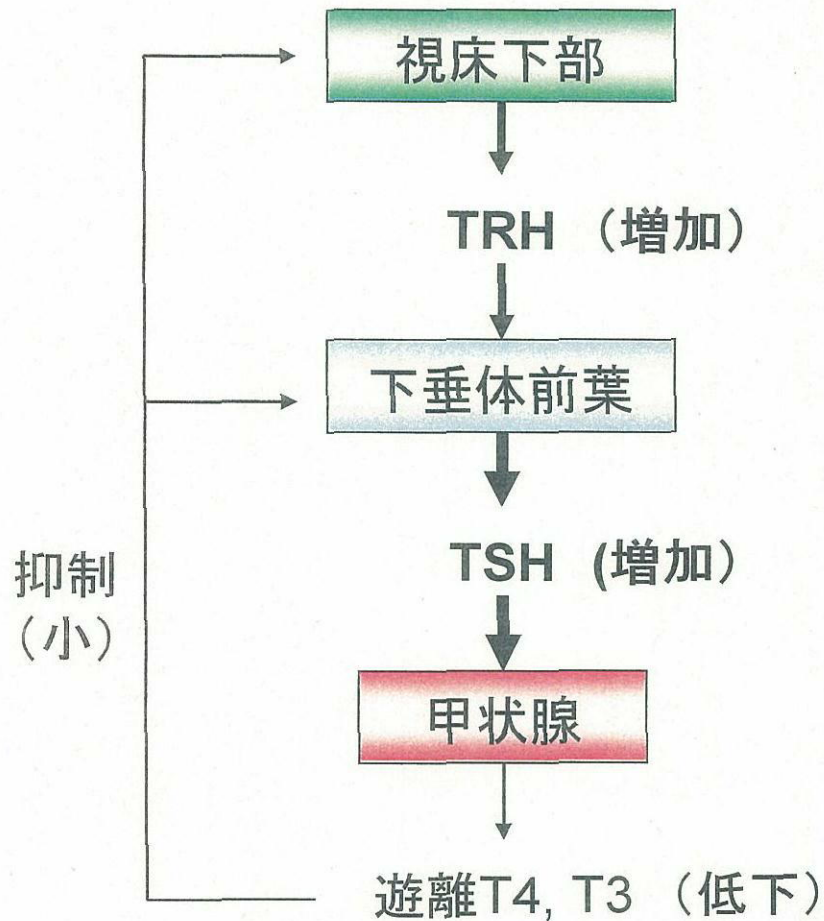 視床下部
TRH （増加）
下垂体前葉
TSH (増加）
抑制
（小）
甲状腺
遊離T4, T3 （低下）